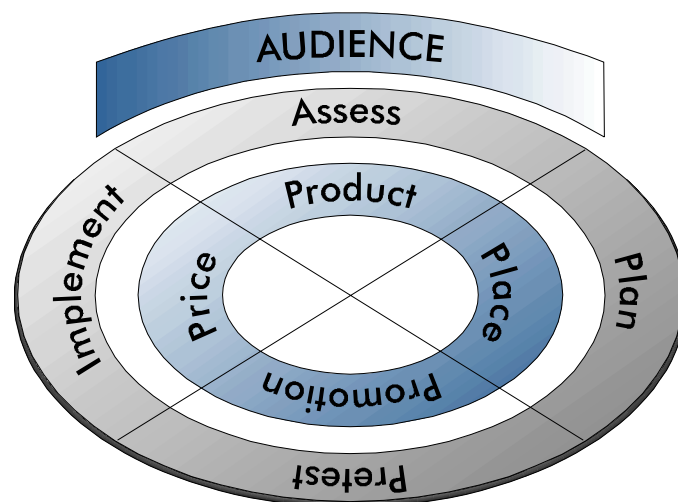 AUDIENCE
Assess
Product
Implement
Price
Place
Plan
Promotion
Pretest